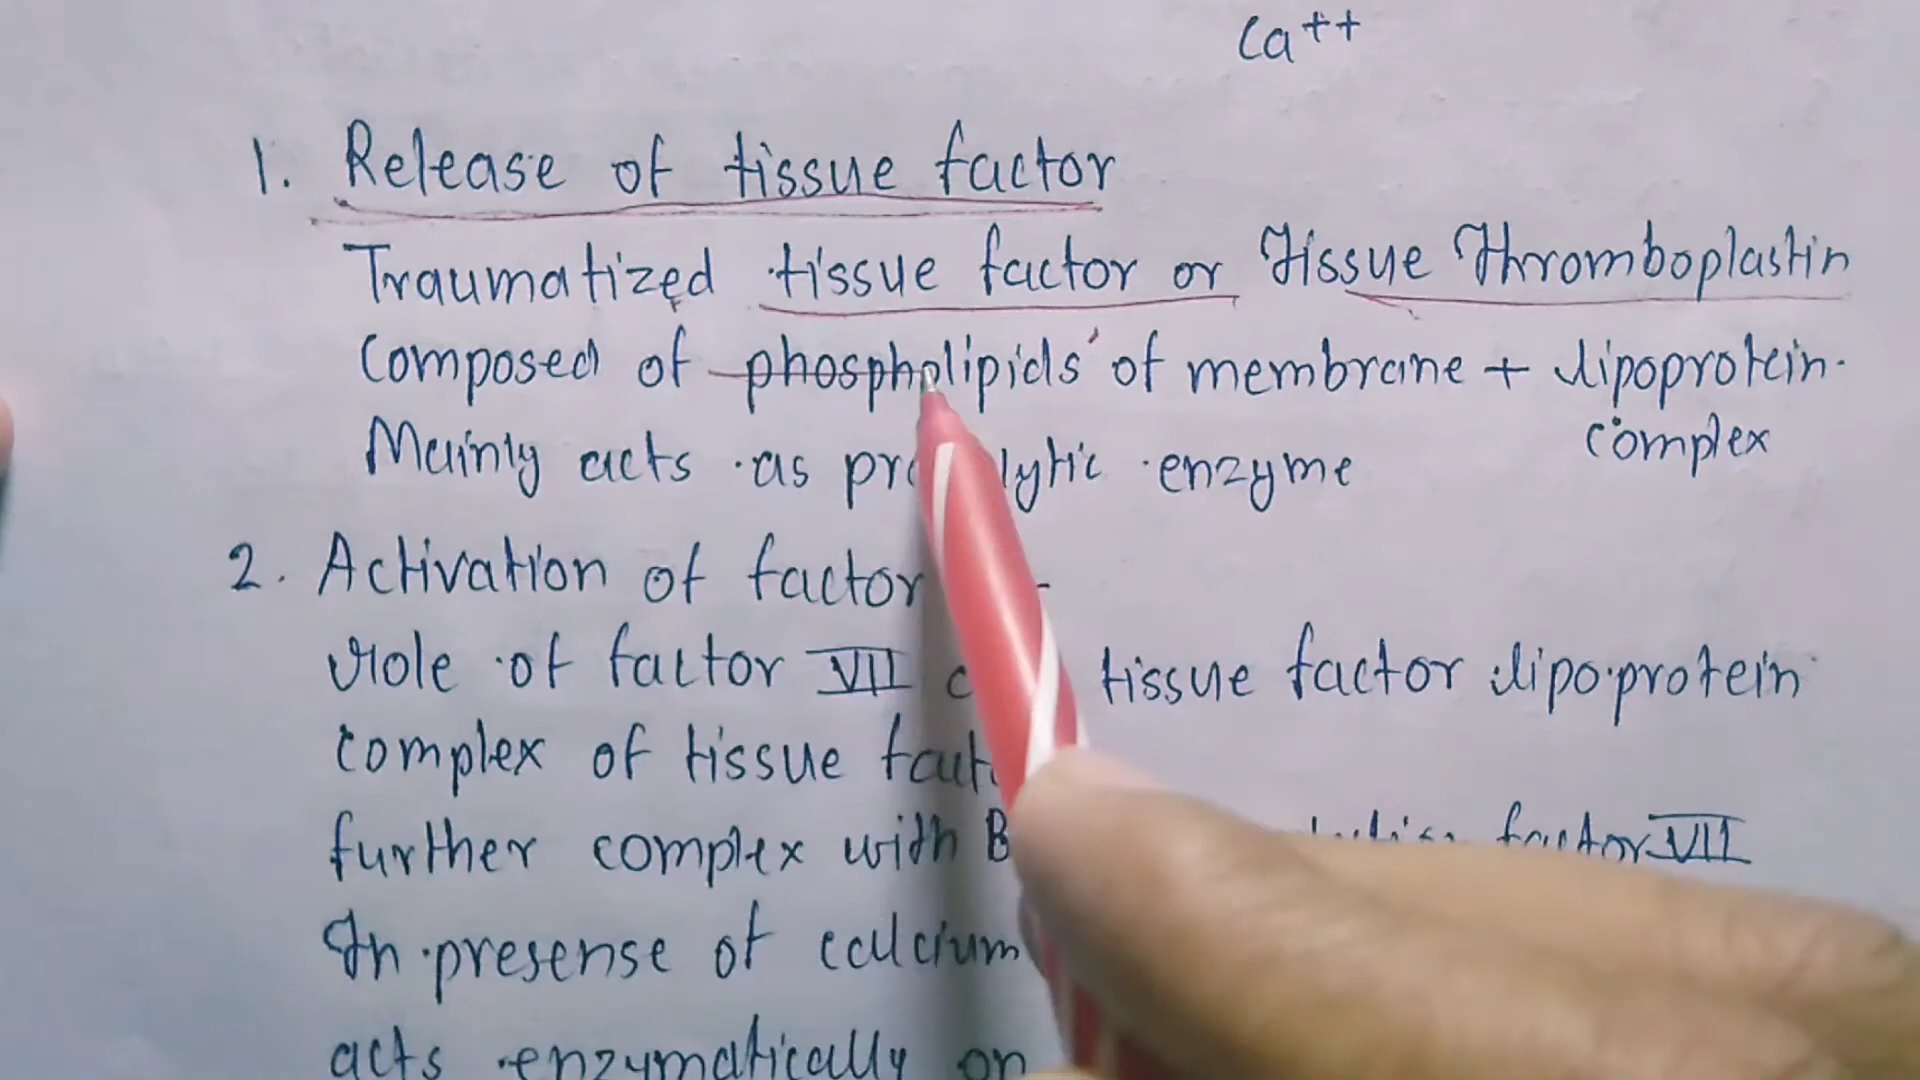 Ca++
1. Release of tissue factor
Traumatized tissue factor or Tissue Thromboplastin
Composed of phospholipids of membrane + lipoprotein.
complex
Mainly acts as enzyme
2. Activation of factor
role of factor VII tissue factor lipoprotein
complex of tissue
further complex with factor VII
In presense of calcium
acts enzymatically on